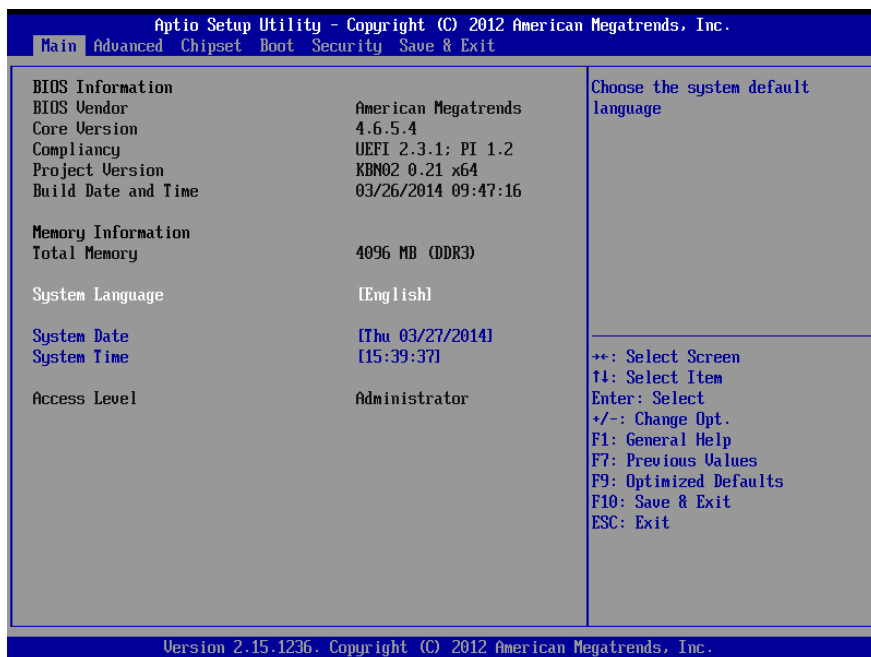 Aptio Setup Utility - Copyright (C) 2012 American Megatrends, Inc.
Main Advanced Chipset Boot Security Save & Exit
BIOS Information
BIOS Vendor American Megatrends
Core Version 4.6.5.4
Compliancy UEFI 2.3.1; PI 1.2
Project Version KBN02 0.21 x64
Build Date and Time 03/26/2014 09:47:16
Memory Information
Total Memory 4096 MB (DDR3)
System Language [English]
System Date [Thu 03/27/2014]
System Time [15:39:37]
Access Level Administrator
Choose the system default
language
→←: Select Screen
↑↓: Select Item
Enter: Select
+/-: Change Opt.
F1: General Help
F7: Previous Values
F9: Optimized Defaults
F10: Save & Exit
ESC: Exit
Version 2.15.1236. Copyright (C) 2012 American Megatrends, Inc.